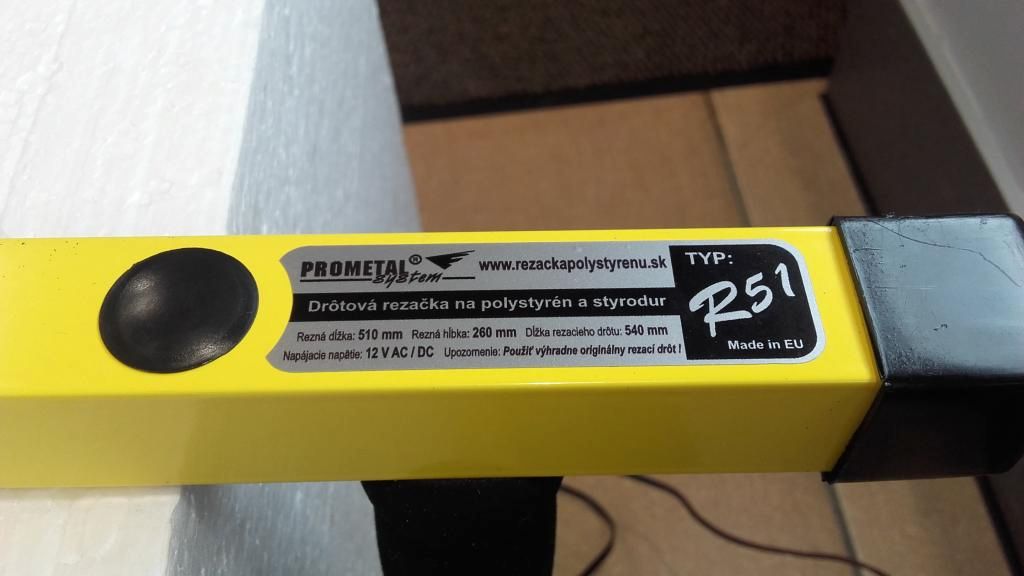 PROMETAL®
system
www.rezackapolystyrenu.sk
Drôtová rezačka na polystyrén a styrodur
Rezná dĺžka: 510 mm Rezná hĺbka: 260 mm Dĺžka rezacieho drôtu: 540 mm
Napájacie napätie: 12 V AC / DC Upozornenie: Použiť výhradne originálny rezací drôt !
TYP:
R51
Made in EU